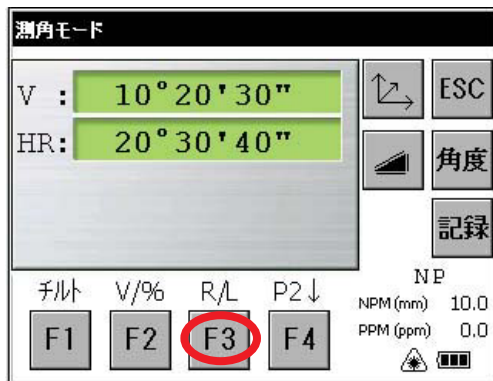 測角モード
V : 10°20'30"
HR: 20°30'40"
ESC
角度
記録
チルト V/% R/L P2↓
F1 F2 F3 F4
NP
NPM (mm) 10.0
PPM (ppm) 0.0